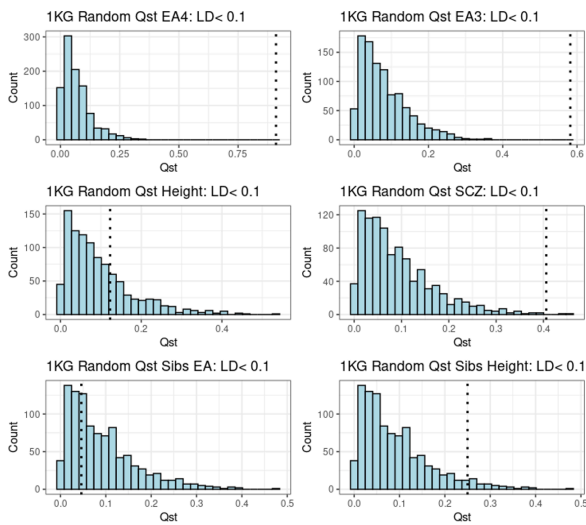 1KG Random Qst EA4: LD< 0.1
300
200
100
0
Count
0.00 0.25 0.50 0.75
Qst
1KG Random Qst EA3: LD< 0.1
150
100
50
0
Count
0.0 0.2 0.4 0.6
Qst
1KG Random Qst Height: LD< 0.1
150
100
50
0
Count
0.0 0.2 0.4
Qst
1KG Random Qst SCZ: LD< 0.1
120
80
40
0
Count
0.0 0.1 0.2 0.3 0.4
Qst
1KG Random Qst Sibs EA: LD< 0.1
100
50
0
Count
0.0 0.1 0.2 0.3 0.4 0.5
Qst
1KG Random Qst Sibs Height: LD< 0.1
100
50
0
Count
0.0 0.1 0.2 0.3 0.4 0.5
Qst